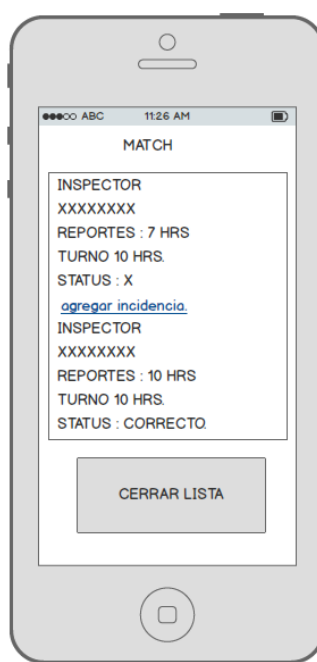 ●●●○○ ABC 11:26 AM
MATCH
INSPECTOR
XXXXXXXX
REPORTES : 7 HRS
TURNO 10 HRS.
STATUS : X
agregar incidencia.
INSPECTOR
XXXXXXXX
REPORTES : 10 HRS
TURNO 10 HRS.
STATUS : CORRECTO.
CERRAR LISTA